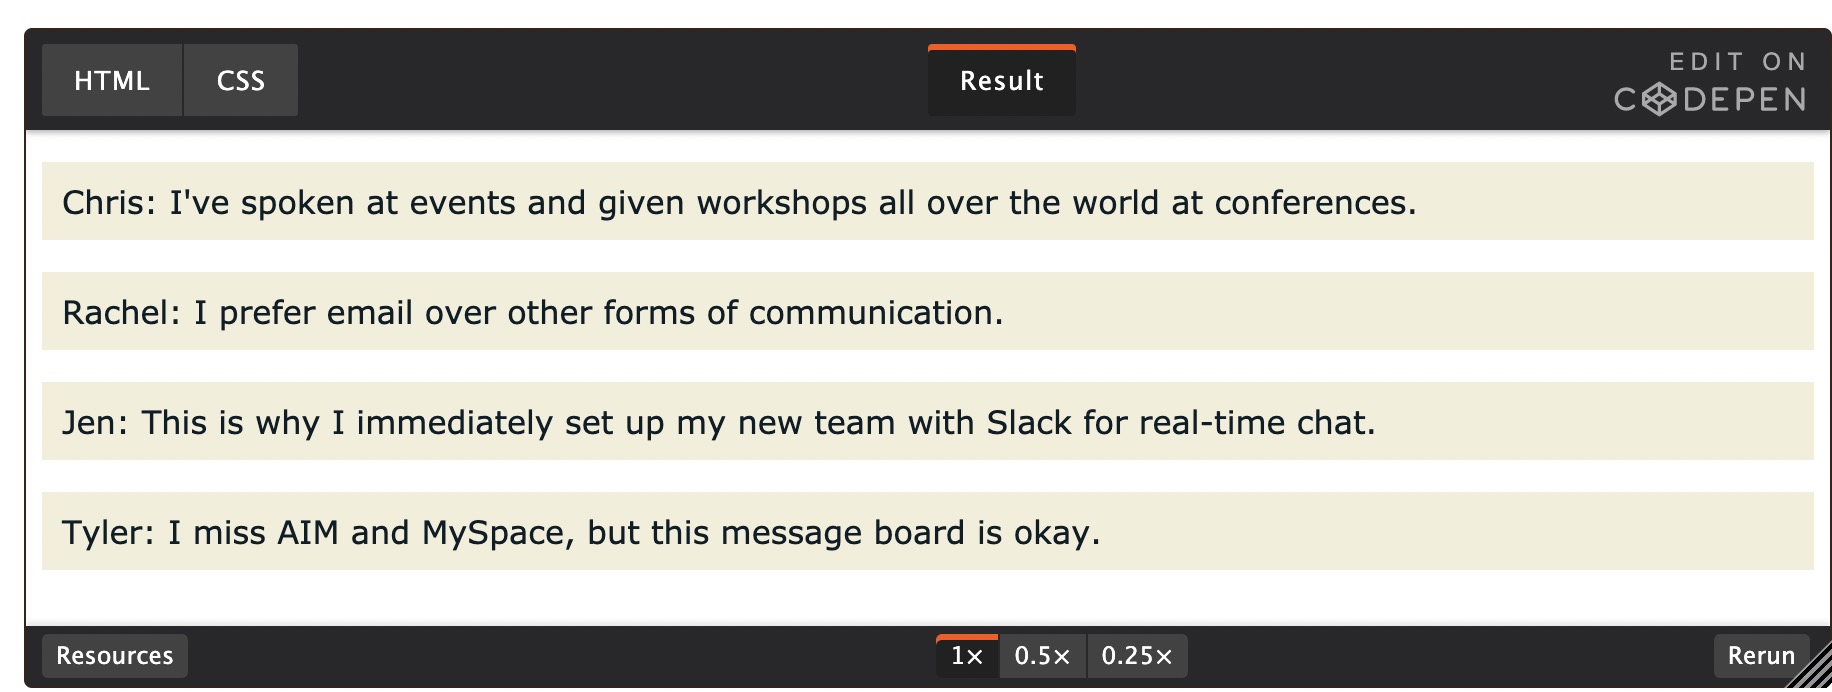 HTML CSS Result EDIT ON
CODEPEN
Chris: I've spoken at events and given workshops all over the world at conferences.
Rachel: I prefer email over other forms of communication.
Jen: This is why I immediately set up my new team with Slack for real-time chat.
Tyler: I miss AIM and MySpace, but this message board is okay.
Resources 1× 0.5× 0.25× Rerun